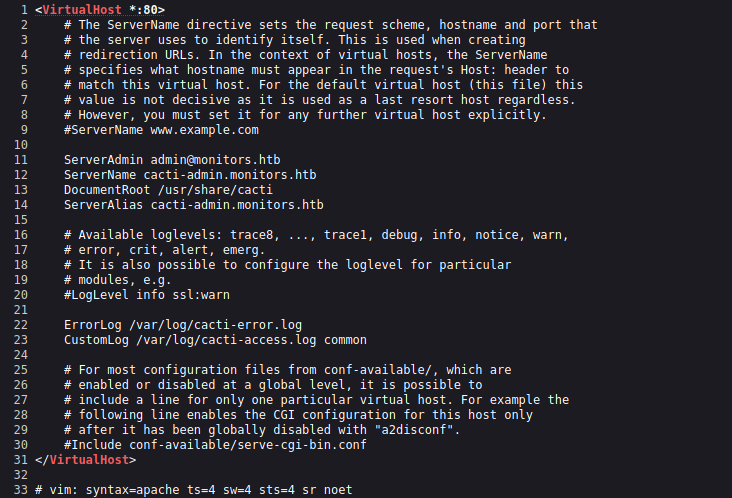 1 <VirtualHost *:80>
2     # The ServerName directive sets the request scheme, hostname and port that
3     # the server uses to identify itself. This is used when creating
4     # redirection URLs. In the context of virtual hosts, the ServerName
5     # specifies what hostname must appear in the request's Host: header to
6     # match this virtual host. For the default virtual host (this file) this
7     # value is not decisive as it is used as a last resort host regardless.
8     # However, you must set it for any further virtual host explicitly.
9     #ServerName www.example.com
10
11     ServerAdmin admin@monitors.htb
12     ServerName cacti-admin.monitors.htb
13     DocumentRoot /usr/share/cacti
14     ServerAlias cacti-admin.monitors.htb
15
16     # Available loglevels: trace8, ..., trace1, debug, info, notice, warn,
17     # error, crit, alert, emerg.
18     # It is also possible to configure the loglevel for particular
19     # modules, e.g.
20     #LogLevel info ssl:warn
21
22     ErrorLog /var/log/cacti-error.log
23     CustomLog /var/log/cacti-access.log common
24
25     # For most configuration files from conf-available/, which are
26     # enabled or disabled at a global level, it is possible to
27     # include a line for only one particular virtual host. For example the
28     # following line enables the CGI configuration for this host only
29     # after it has been globally disabled with "a2disconf".
30     #Include conf-available/serve-cgi-bin.conf
31 </VirtualHost>
32
33 # vim: syntax=apache ts=4 sw=4 sts=4 sr noet